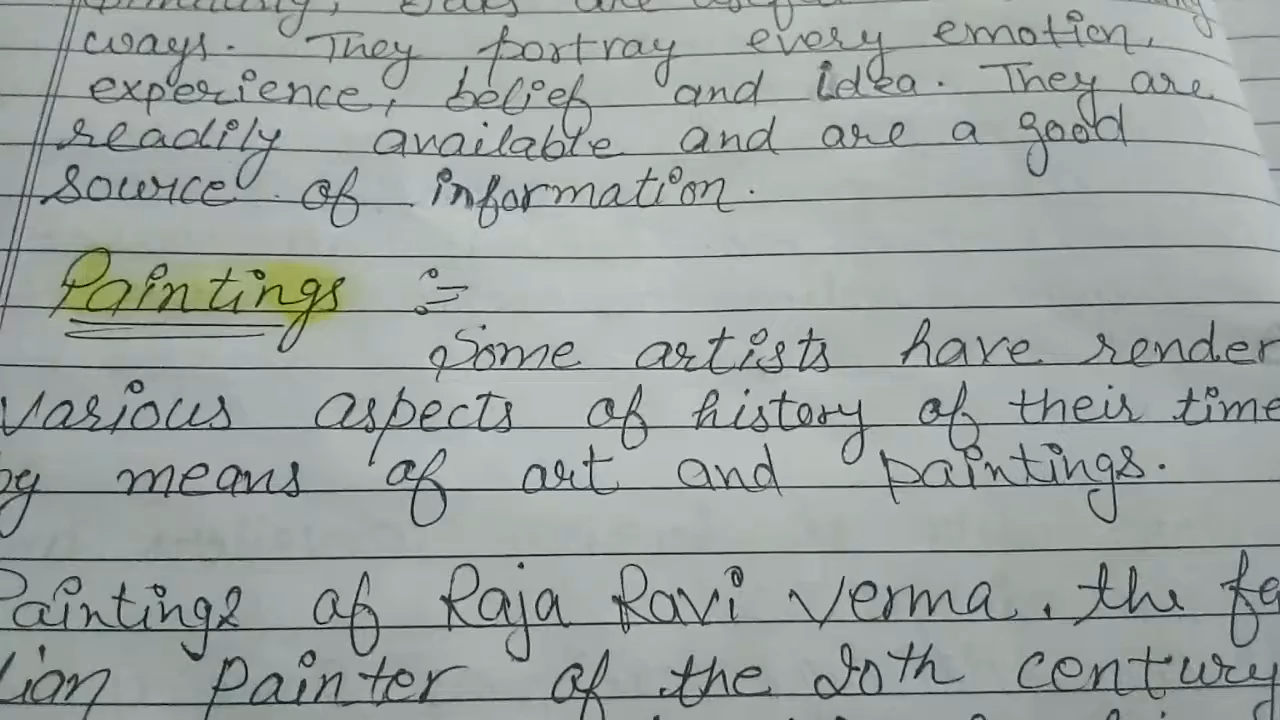 ways. They portray every emotion,
experience, belief and idea. They are
readily available and are a good
source of information.
Paintings :-
Some artists have render
various aspects of history of their time
by means of art and paintings.
Paintings of Raja Ravi Verma, the
painter of the 20th century